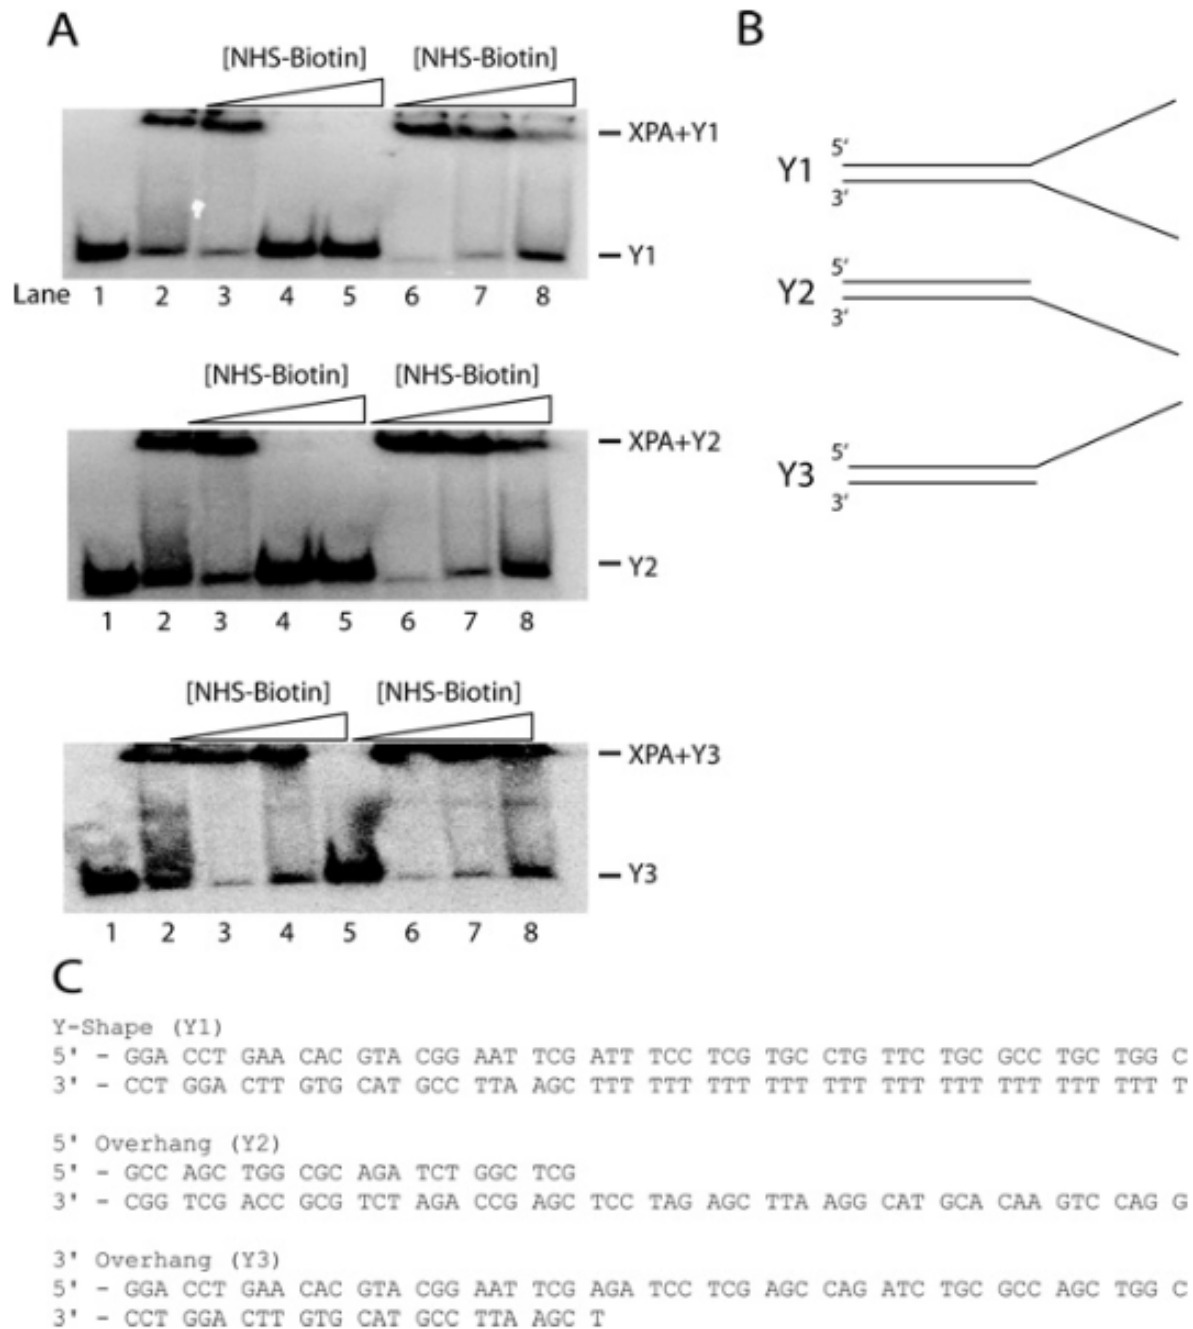 A
[NHS-Biotin] [NHS-Biotin]
XPA+Y1
Y1
Lane 1 2 3 4 5 6 7 8
[NHS-Biotin] [NHS-Biotin]
XPA+Y2
Y2
1 2 3 4 5 6 7 8
[NHS-Biotin] [NHS-Biotin]
XPA+Y3
Y3
1 2 3 4 5 6 7 8
B
5'
Y1
3'
5'
Y2
3'
5'
Y3
3'
C
Y-Shape (Y1)
5' - GGA CCT GAA CAC GTA CGG AAT TCG ATT TCC TCG TGC CTG TTC TGC GCC TGC TGG C
3' - CCT GGA CTT GTG CAT GCC TTA AGC TTT TTT TTT TTT TTT TTT TTT TTT TTT TTT T
5' Overhang (Y2)
5' - GCC AGC TGG CGC AGA TCT GGC TCG
3' - CGG TCG ACC GCG TCT AGA CCG AGC TCC TAG AGC TTA AGG CAT GCA CAA GTC CAG G
3' Overhang (Y3)
5' - GGA CCT GAA CAC GTA CGG AAT TCG AGA TCC TCG AGC CAG ATC TGC GCC AGC TGG C
3' - CCT GGA CTT GTG CAT GCC TTA AGC T